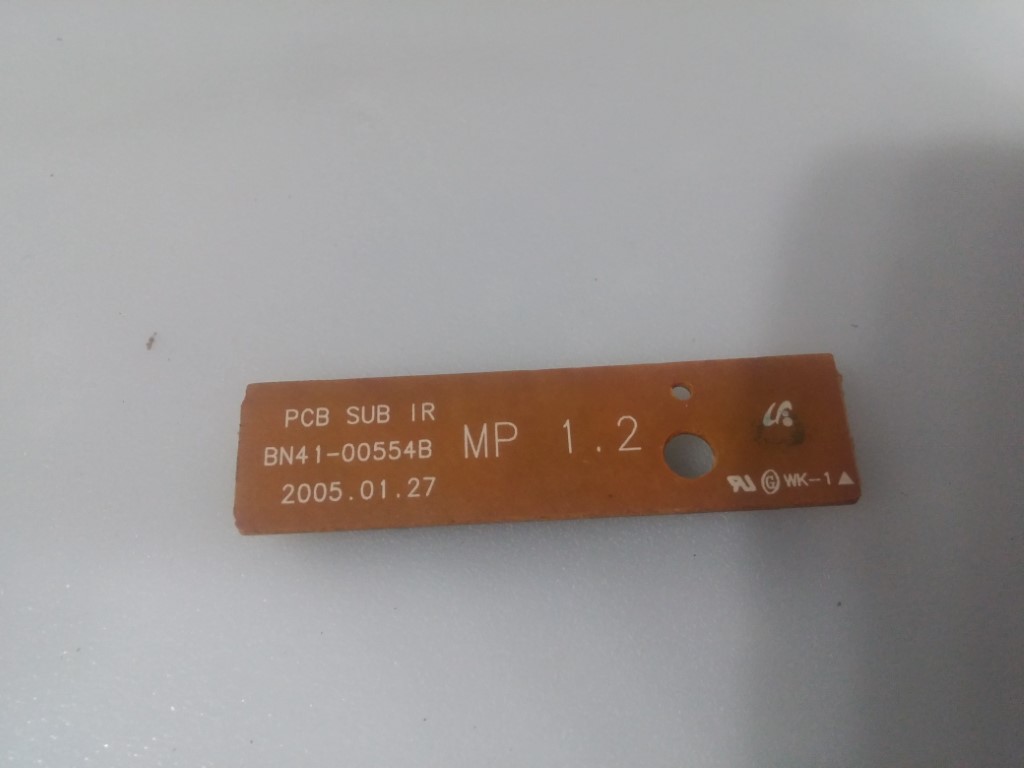 PCB SUB IR
BN41-00554B
2005.01.27
MP 1.2
WK-1